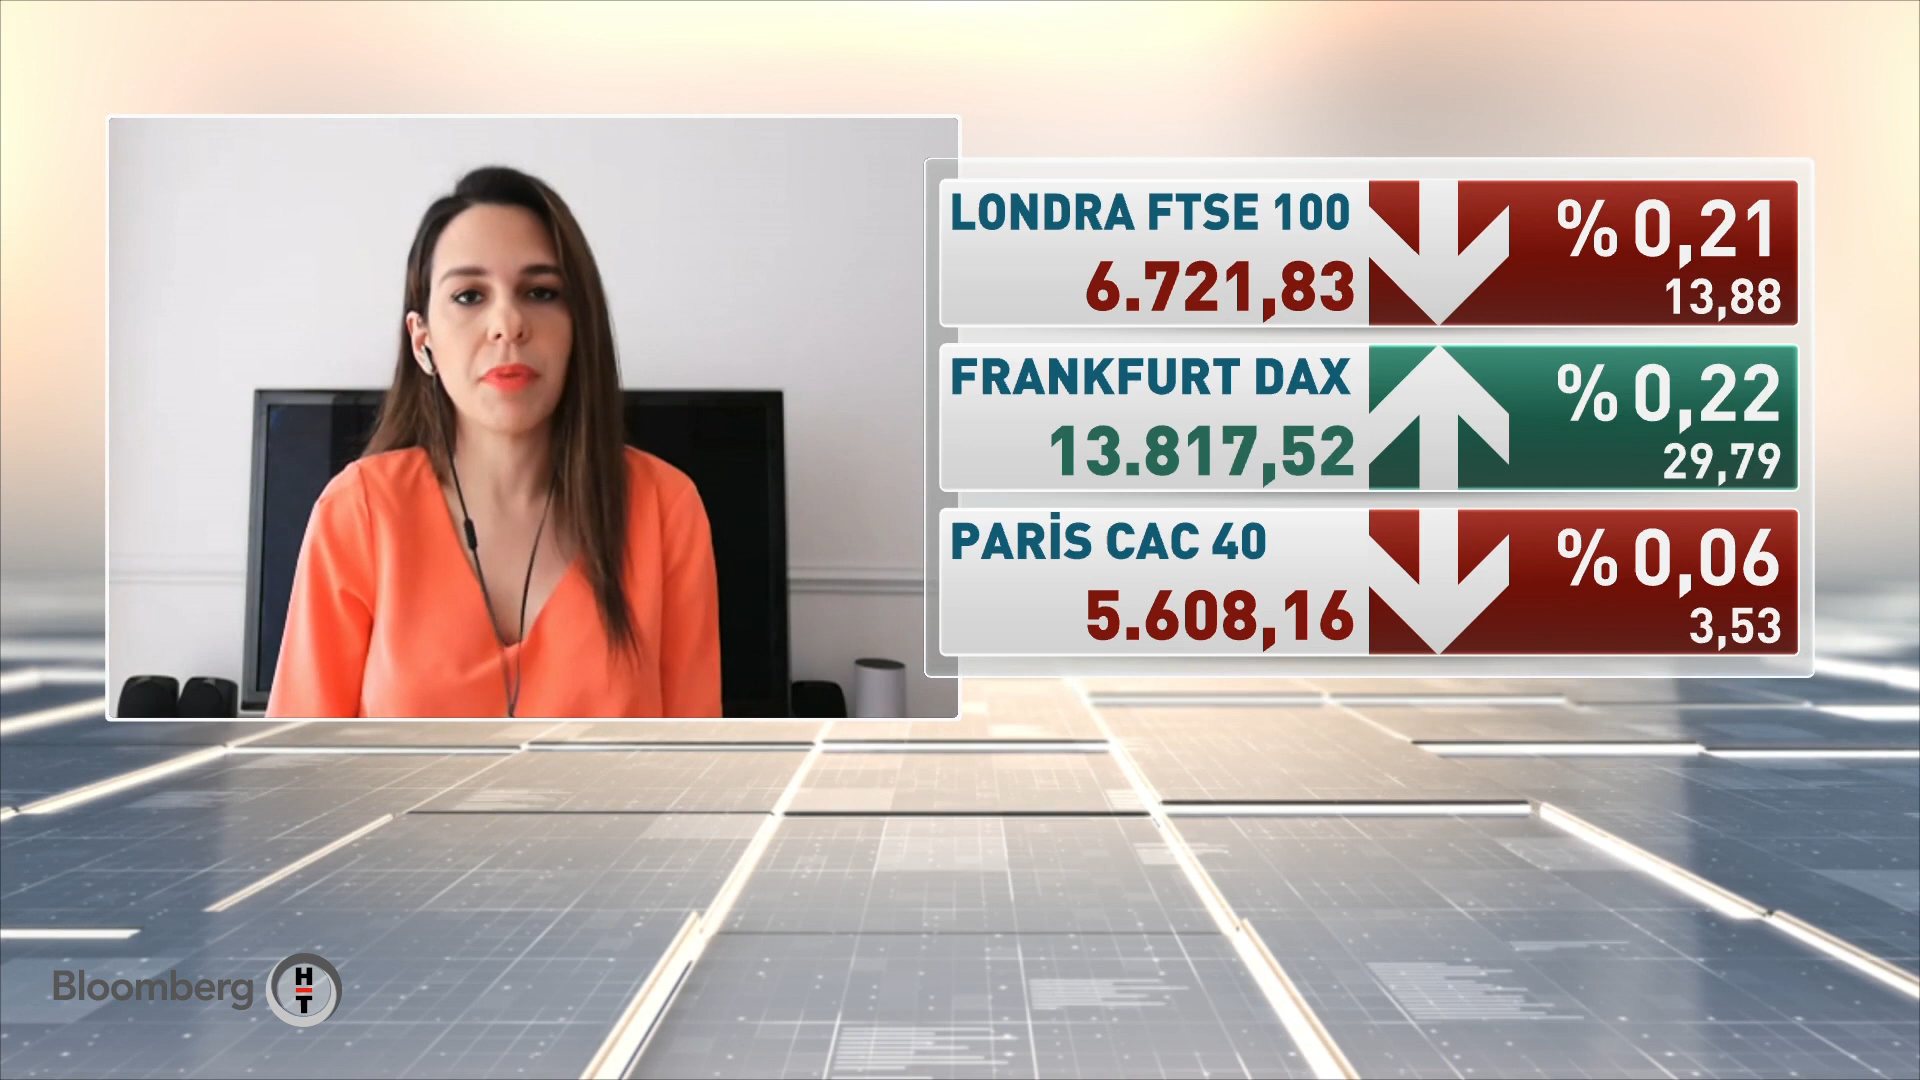 LONDRA FTSE 100
6.721,83
% 0,21
13,88
FRANKFURT DAX
13.817,52
% 0,22
29,79
PARİS CAC 40
5.608,16
% 0,06
3,53
Bloomberg HT